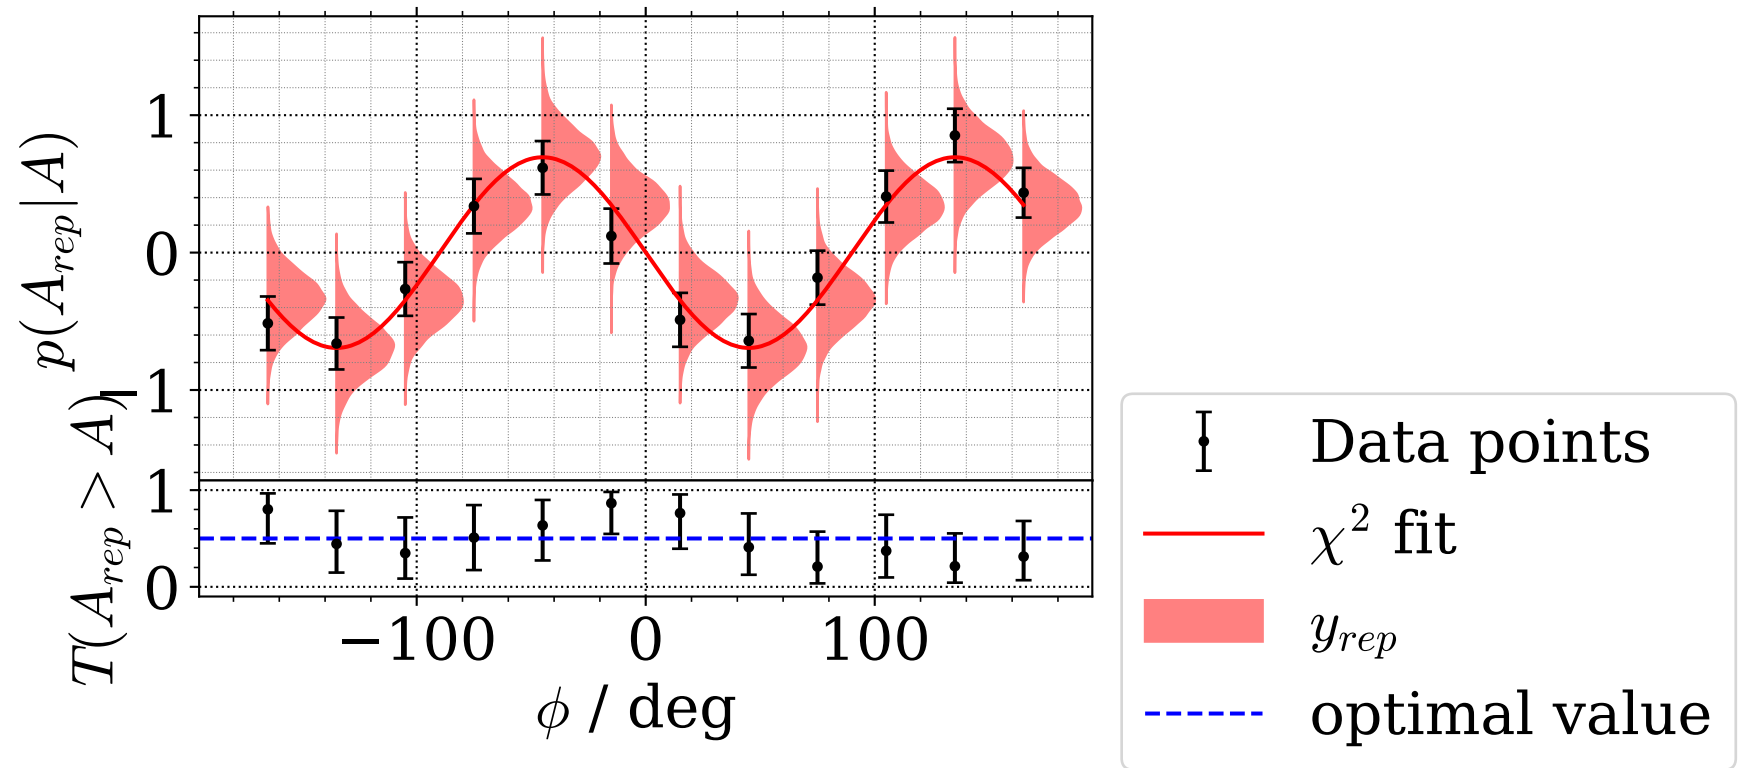 p(A_rep|A)
1
0
−1
T(A_rep > A)
1
0
−100 0 100
ϕ / deg
Data points
χ² fit
y_rep
optimal value